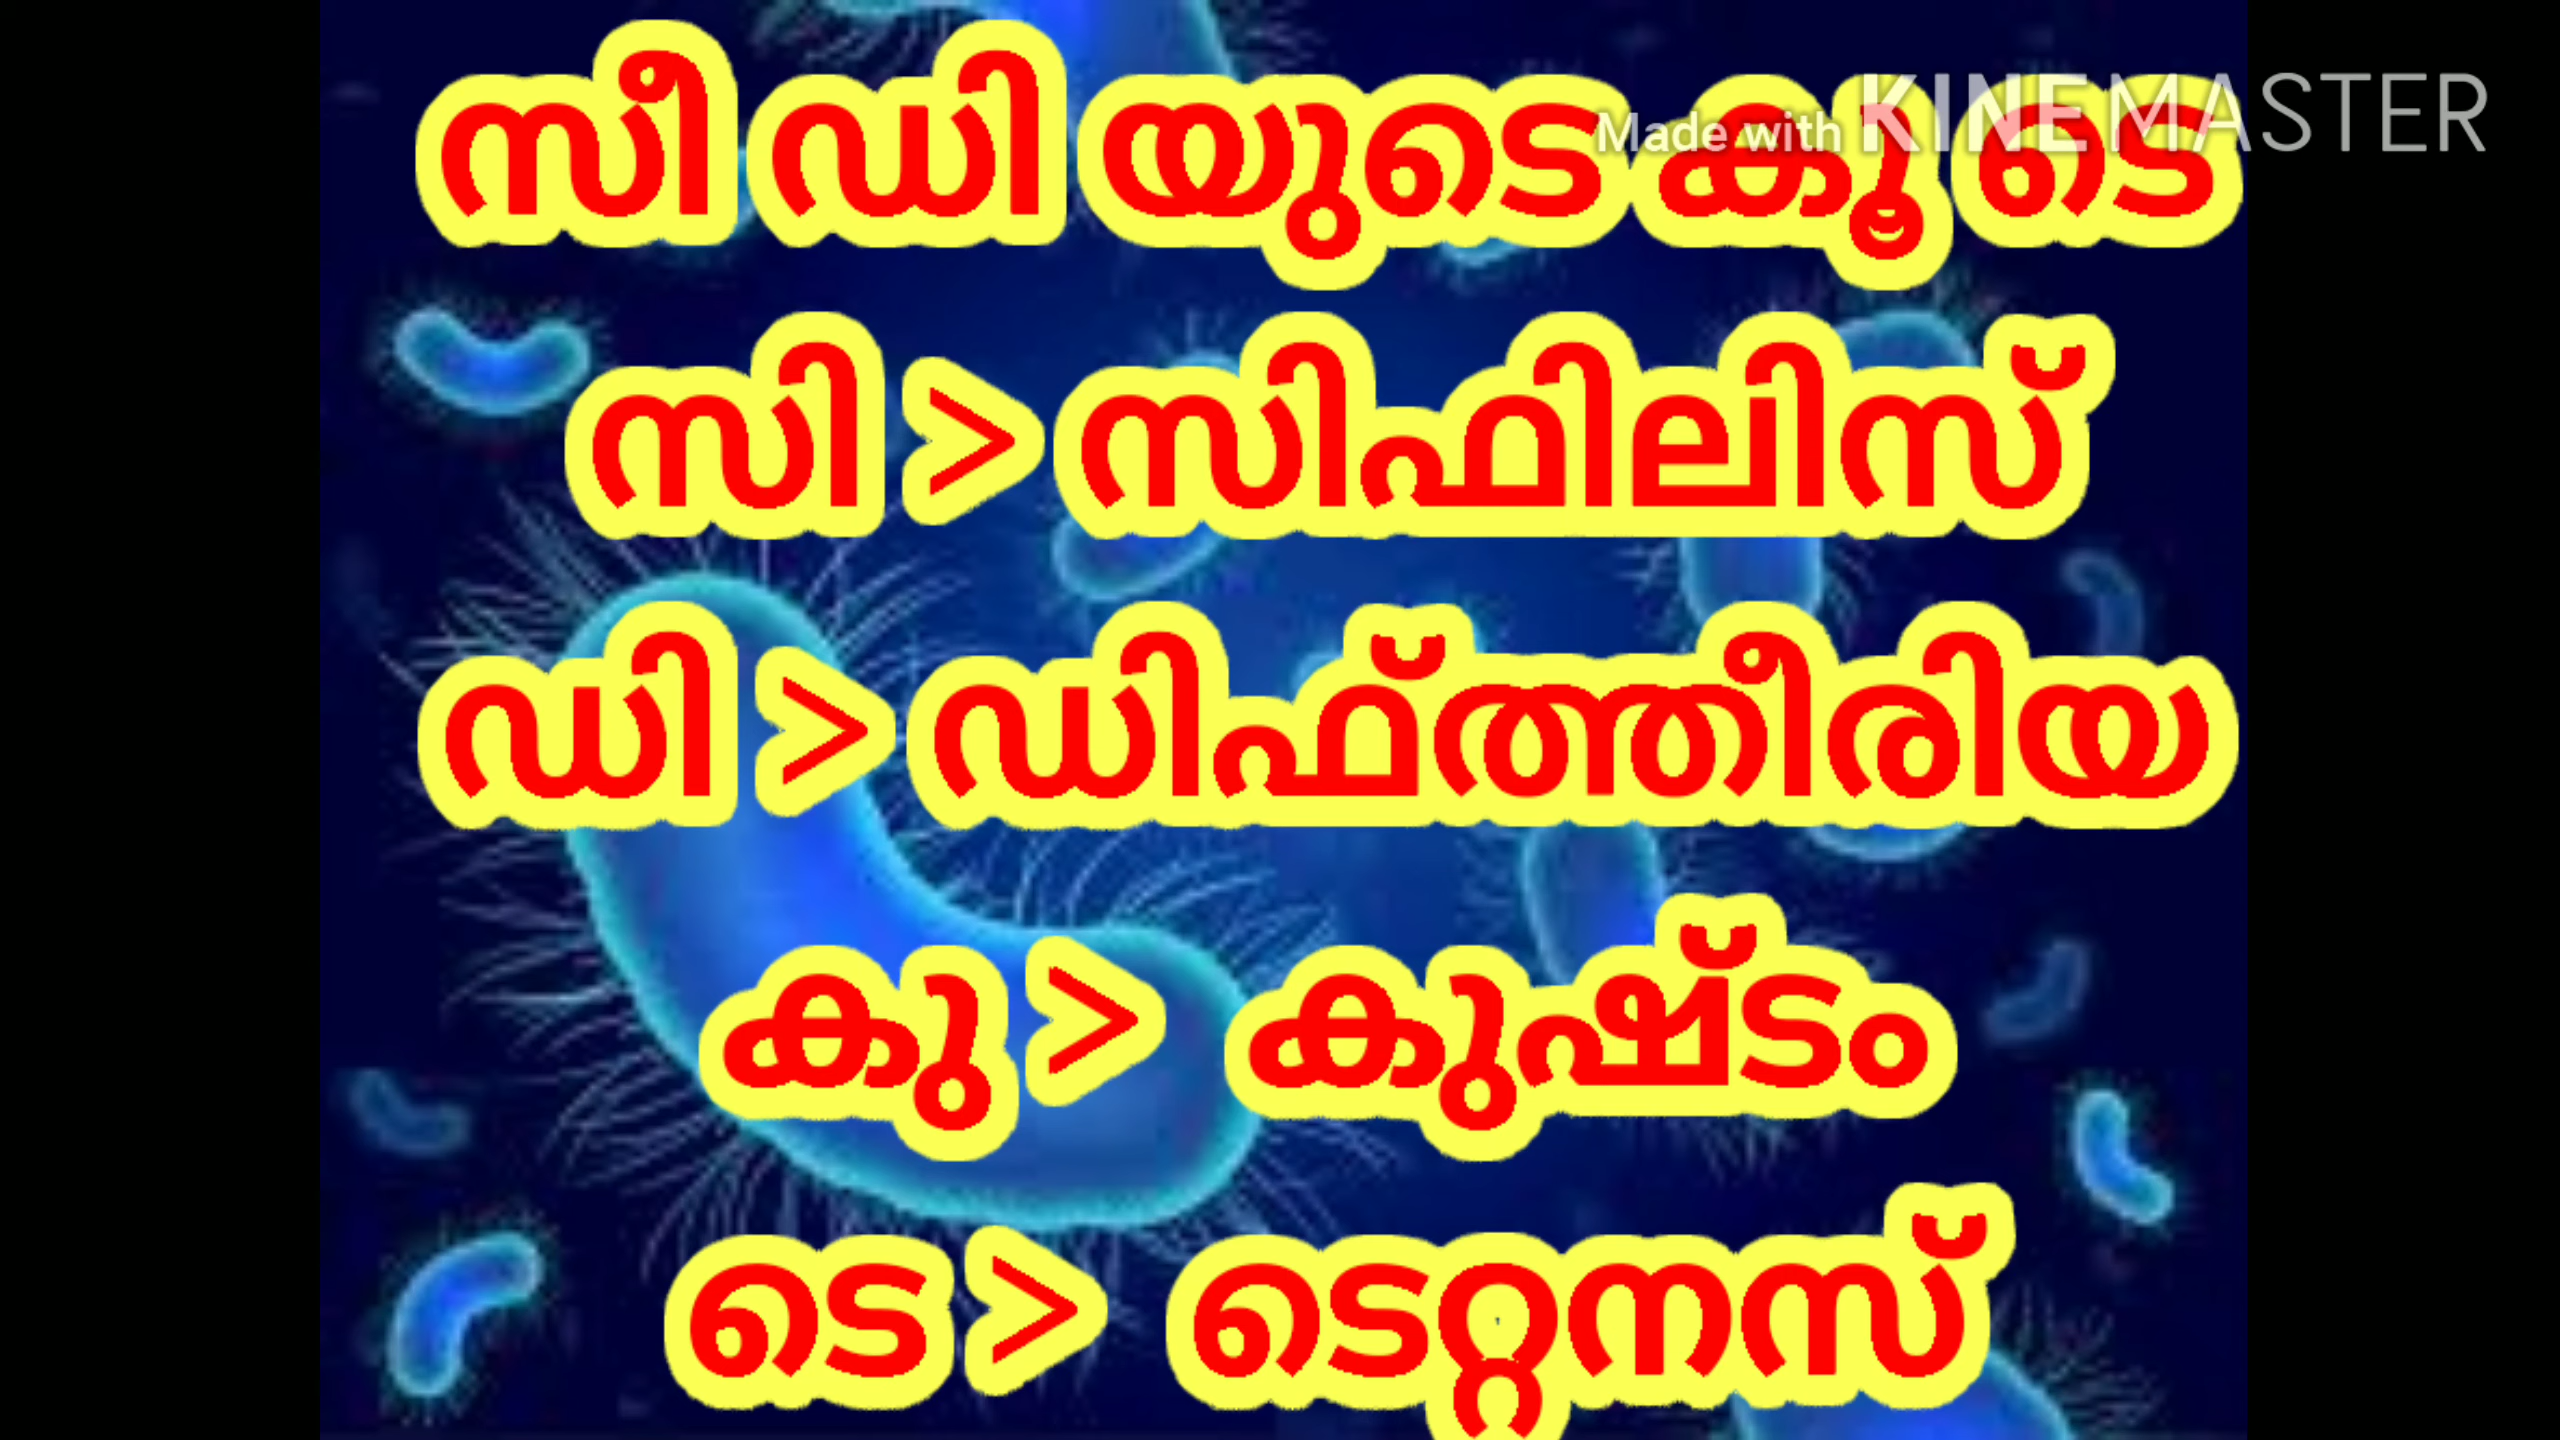 സീ ഡി യുടെ കൂ ടെ
Made with KINEMASTER
സി > സിഫിലിസ്
ഡി > ഡിഫ്ത്തീരിയ
കു > കുഷ്ടം
ടെ > ടെറ്റനസ്